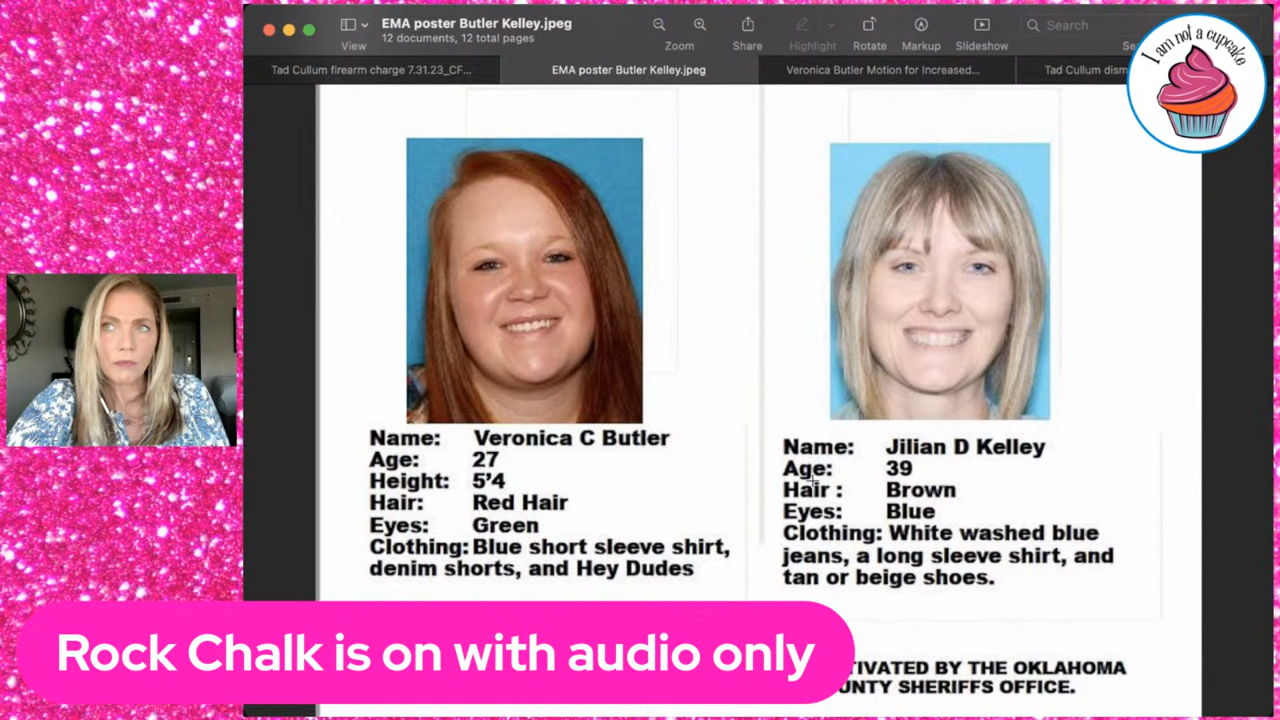 EMA poster Butler Kelley.jpeg
12 documents, 12 total pages
View
Zoom
Share
Highlight
Rotate
Markup
Slideshow
Search
Tad Cullum firearm charge 7.31.23_CF...
EMA poster Butler Kelley.jpeg
Veronica Butler Motion for Increased...
Tad Cullum
I am not a cupcake
Name: Veronica C Butler
Age: 27
Height: 5'4
Hair: Red Hair
Eyes: Green
Clothing: Blue short sleeve shirt,
denim shorts, and Hey Dudes
Name: Jilian D Kelley
Age: 39
Hair : Brown
Eyes: Blue
Clothing: White washed blue
jeans, a long sleeve shirt, and
tan or beige shoes.
BY THE OKLAHOMA
SHERIFFS OFFICE.
Rock Chalk is on with audio only